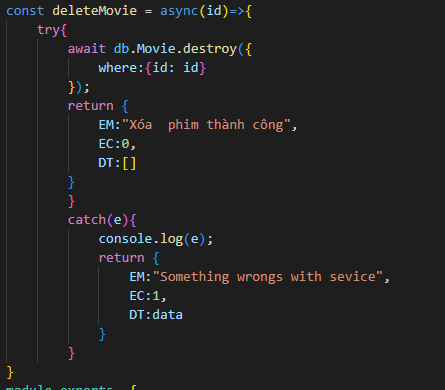 const deleteMovie = async(id)=>{
try{
await db.Movie.destroy({
where:{id: id}
});
return {
EM:"Xóa  phim thành công",
EC:0,
DT:[]
}
}
catch(e){
console.log(e);
return {
EM:"Something wrongs with sevice",
EC:1,
DT:data
}
}
}
module.exports  {